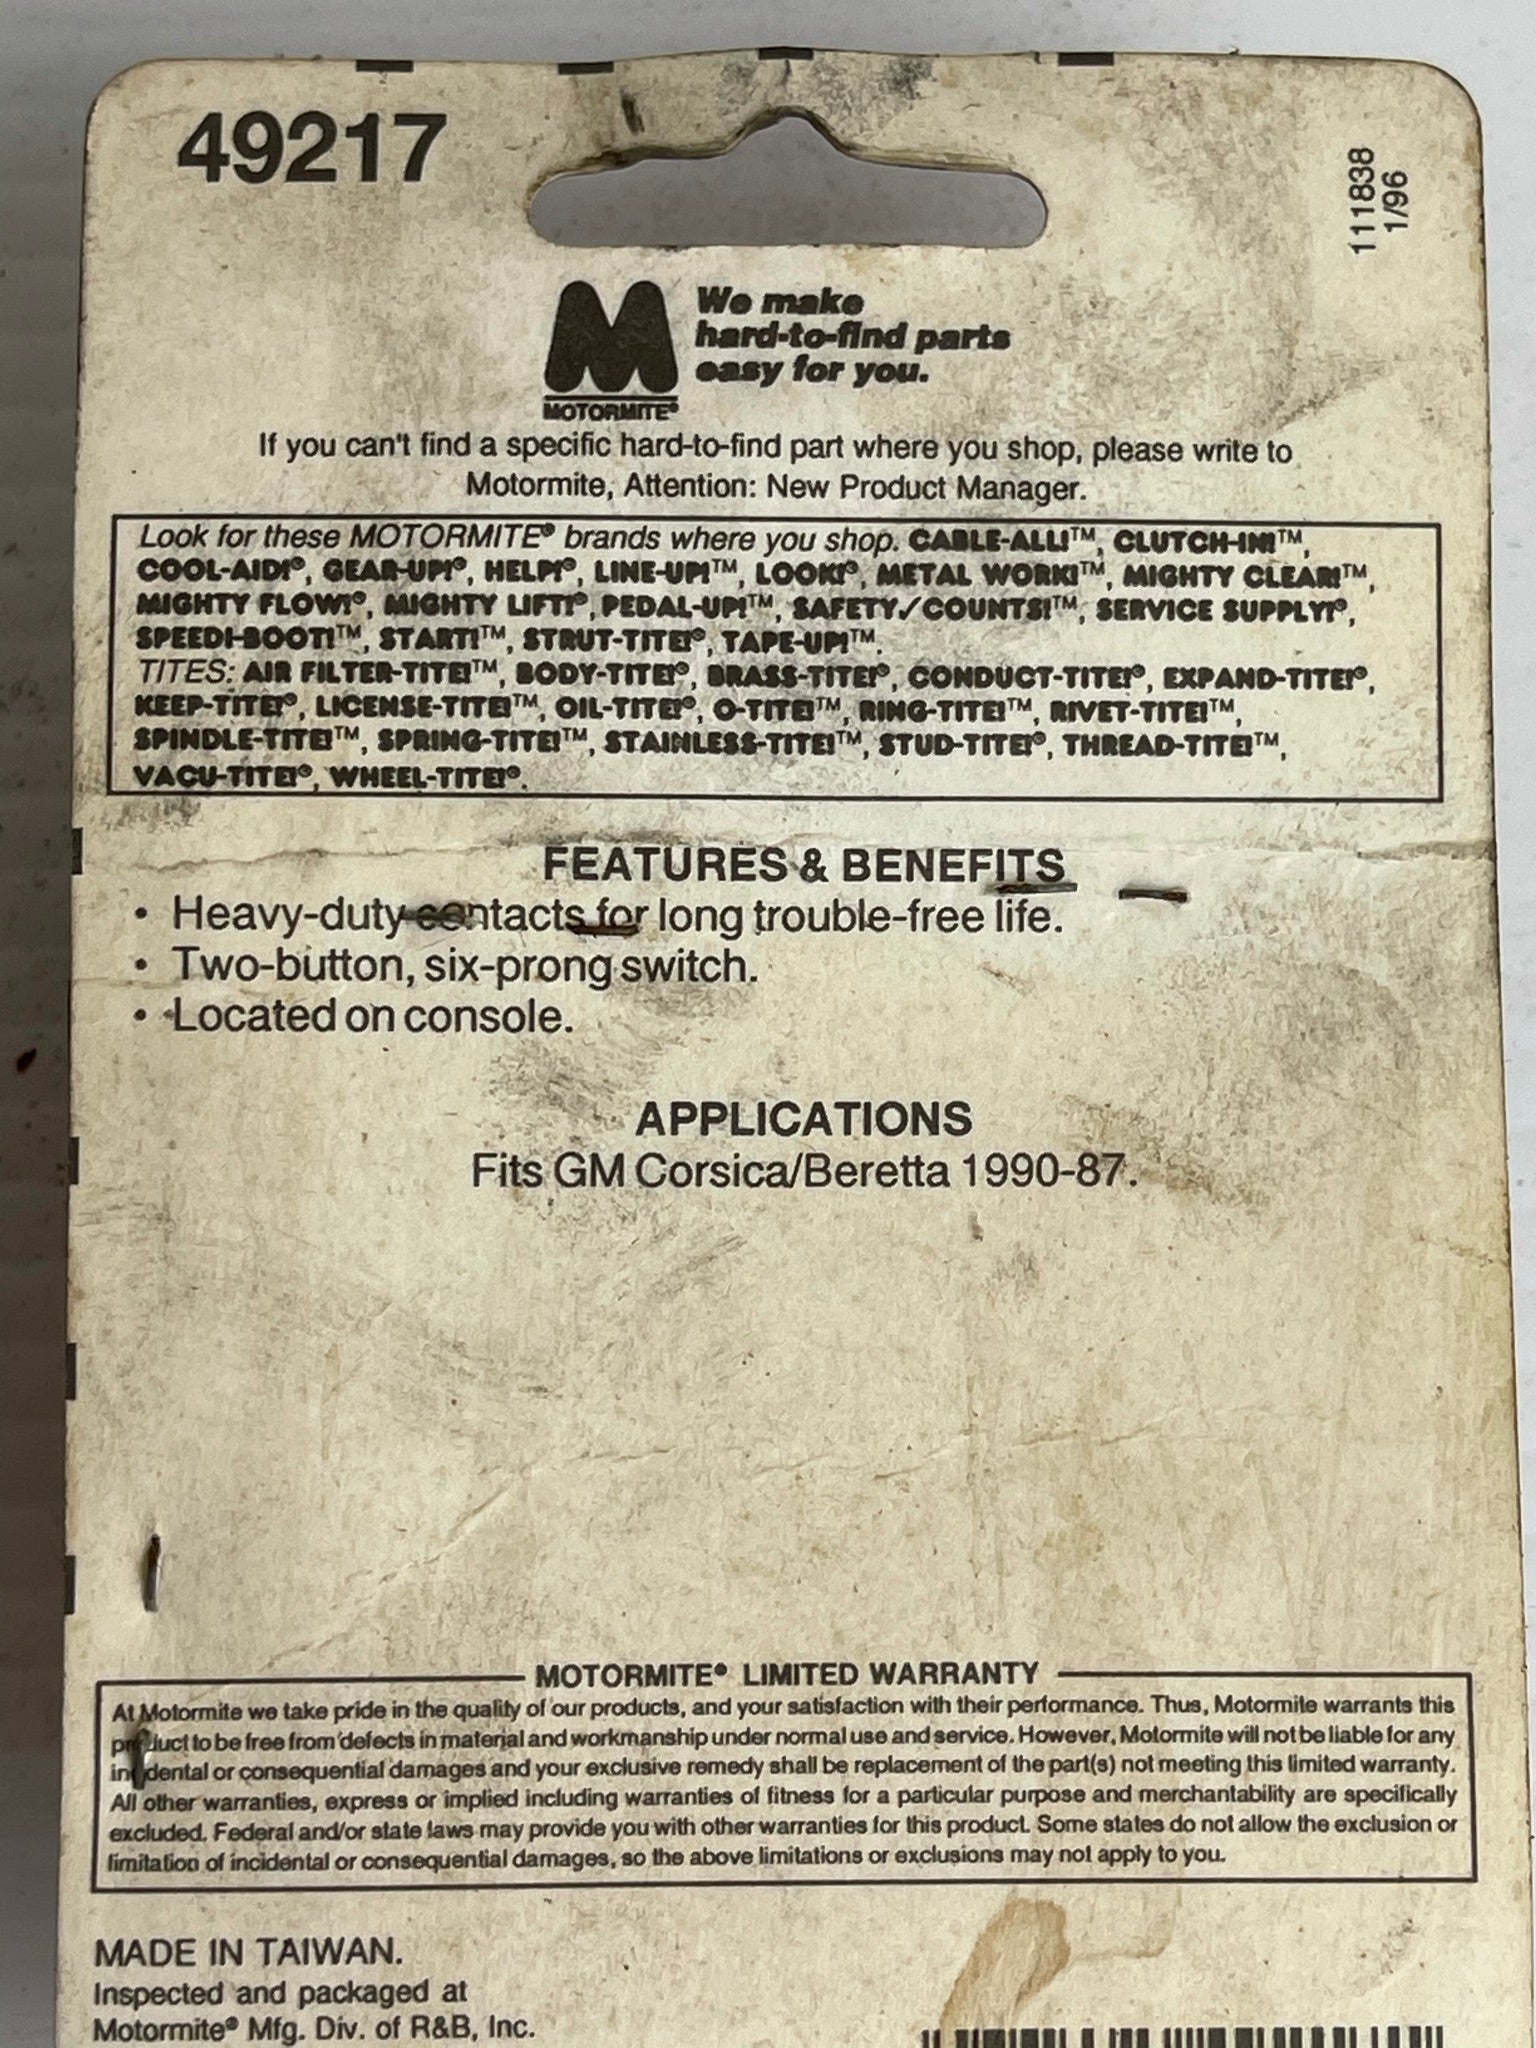 49217
111838
1/96
We make
hard-to-find parts
easy for you.
MOTORMITE®
If you can't find a specific hard-to-find part where you shop, please write to
Motormite, Attention: New Product Manager.
Look for these MOTORMITE® brands where you shop. CABLE-ALL!™, CLUTCH-IN!™,
COOL-AID!®, GEAR-UP!®, HELP!®, LINE-UP!™, LOOK!®, METAL WORK!™, MIGHTY CLEAR!™,
MIGHTY FLOW!®, MIGHTY LIFT!®, PEDAL-UP!™, SAFETY✓COUNTS!™, SERVICE SUPPLY!®,
SPEEDI-BOOT!™, START!™, STRUT-TITE!®, TAPE-UP!™.
TITES: AIR FILTER-TITE!™, BODY-TITE!®, BRASS-TITE!®, CONDUCT-TITE!®, EXPAND-TITE!®,
KEEP-TITE!®, LICENSE-TITE!™, OIL-TITE!®, O-TITE!™, RING-TITE!™, RIVET-TITE!™,
SPINDLE-TITE!™, SPRING-TITE!™, STAINLESS-TITE!™, STUD-TITE!®, THREAD-TITE!™,
VACU-TITE!®, WHEEL-TITE!®.
FEATURES & BENEFITS
• Heavy-duty contacts for long trouble-free life.
• Two-button, six-prong switch.
• Located on console.
APPLICATIONS
Fits GM Corsica/Beretta 1990-87.
MOTORMITE® LIMITED WARRANTY
At Motormite we take pride in the quality of our products, and your satisfaction with their performance. Thus, Motormite warrants this
product to be free from defects in material and workmanship under normal use and service. However, Motormite will not be liable for any
incidental or consequential damages and your exclusive remedy shall be replacement of the part(s) not meeting this limited warranty.
All other warranties, express or implied including warranties of fitness for a particular purpose and merchantability are specifically
excluded. Federal and/or state laws may provide you with other warranties for this product. Some states do not allow the exclusion or
limitation of incidental or consequential damages, so the above limitations or exclusions may not apply to you.
MADE IN TAIWAN.
Inspected and packaged at
Motormite® Mfg. Div. of R&B, Inc.